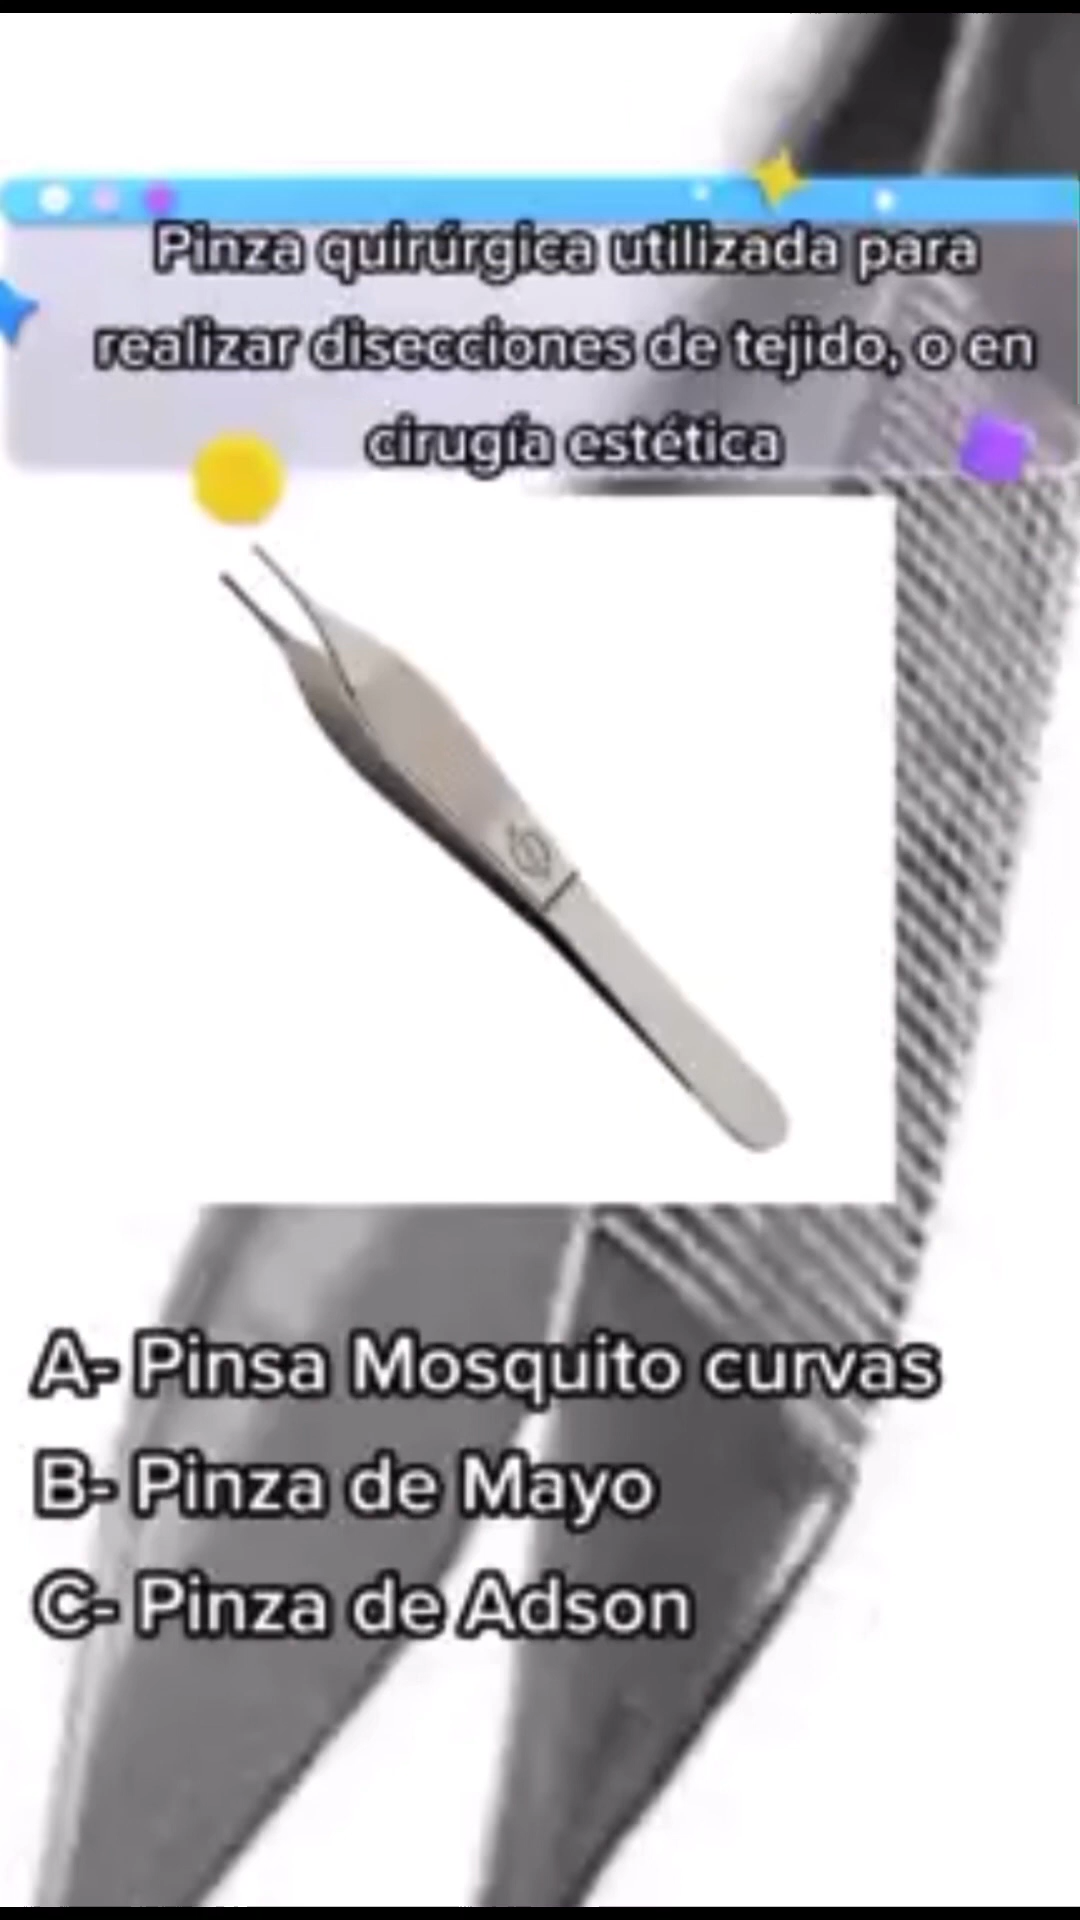 Pinza quirúrgica utilizada para
realizar disecciones de tejido, o en
cirugía estética
A- Pinsa Mosquito curvas
B- Pinza de Mayo
C- Pinza de Adson